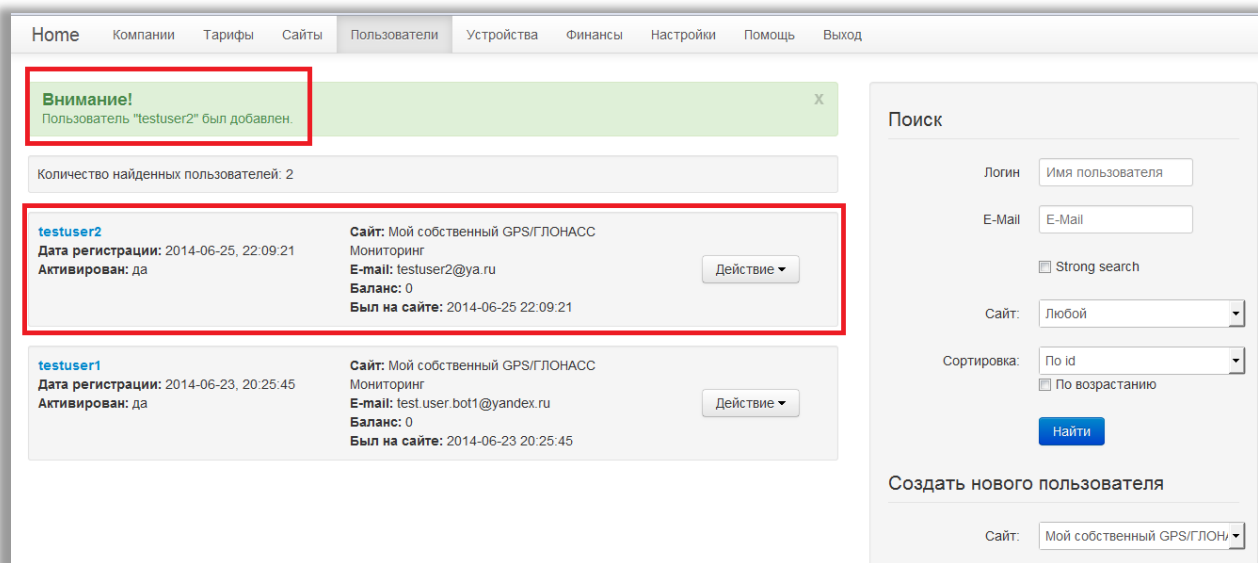 Home Компании Тарифы Сайты Пользователи Устройства Финансы Настройки Помощь Выход
Внимание!
x
Пользователь "testuser2" был добавлен.
Количество найденных пользователей: 2
testuser2
Дата регистрации: 2014-06-25, 22:09:21
Активирован: да
Сайт: Мой собственный GPS/ГЛОНАСС
Мониторинг
E-mail: testuser2@ya.ru
Баланс: 0
Был на сайте: 2014-06-25 22:09:21
Действие
testuser1
Дата регистрации: 2014-06-23, 20:25:45
Активирован: да
Сайт: Мой собственный GPS/ГЛОНАСС
Мониторинг
E-mail: test.user.bot1@yandex.ru
Баланс: 0
Был на сайте: 2014-06-23 20:25:45
Действие
Поиск
Логин Имя пользователя
E-Mail E-Mail
Strong search
Сайт: Любой
Сортировка: По id
По возрастанию
Найти
Создать нового пользователя
Сайт: Мой собственный GPS/ГЛОН